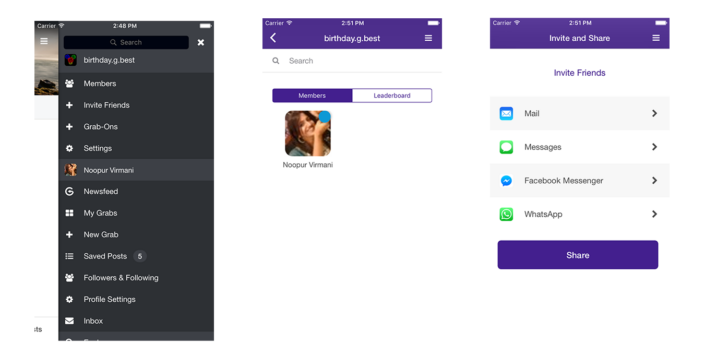 Carrier 2:48 PM
Search
birthday.g.best
Members
Invite Friends
Grab-Ons
Settings
Noopur Virmani
Newsfeed
My Grabs
New Grab
Saved Posts 5
Followers & Following
Profile Settings
Inbox
Carrier 2:51 PM
birthday.g.best
Search
Members Leaderboard
Noopur Virmani
Carrier 2:51 PM
Invite and Share
Invite Friends
Mail
Messages
Facebook Messenger
WhatsApp
Share